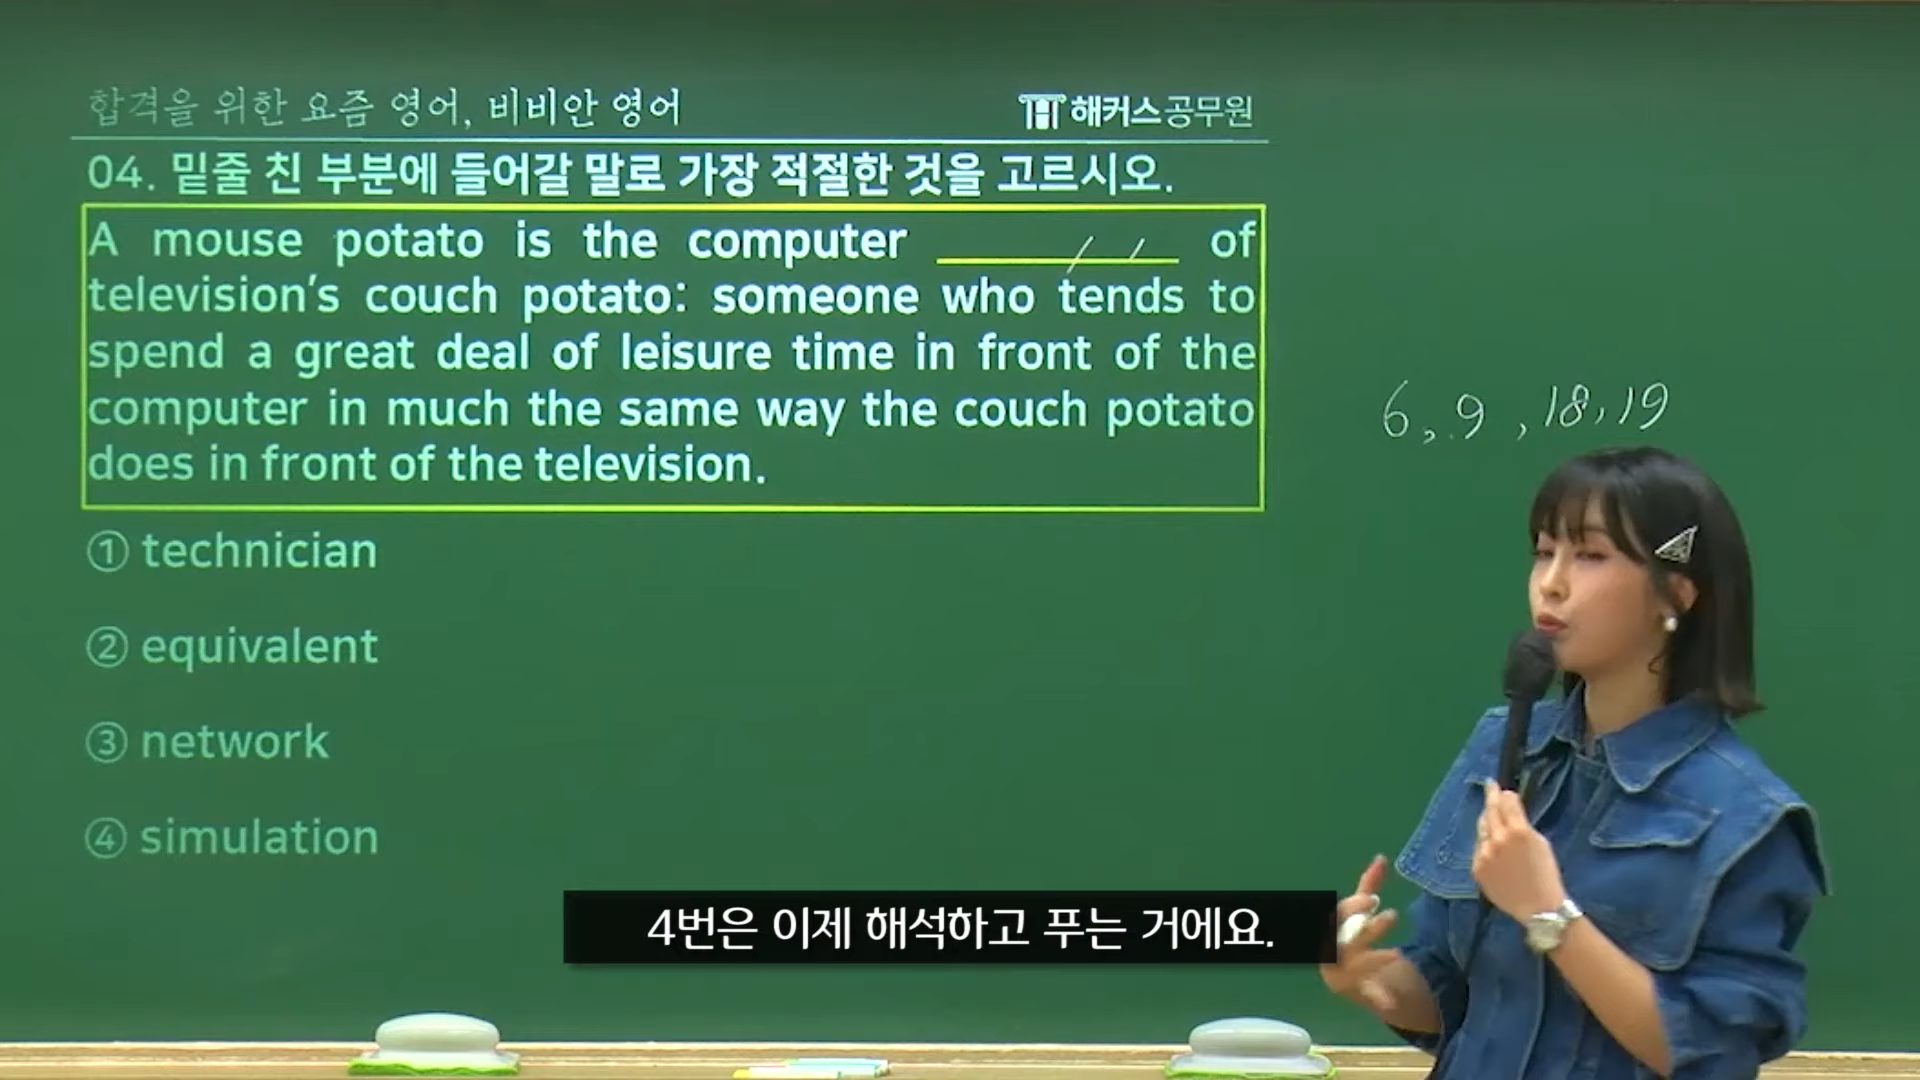 합격을 위한 요즘 영어, 비비안 영어
해커스공무원
04. 밑줄 친 부분에 들어갈 말로 가장 적절한 것을 고르시오.
A mouse potato is the computer ________ of
television's couch potato: someone who tends to
spend a great deal of leisure time in front of the
computer in much the same way the couch potato
does in front of the television.
6, 9, 18, 19
① technician
② equivalent
③ network
④ simulation
4번은 이제 해석하고 푸는 거에요.